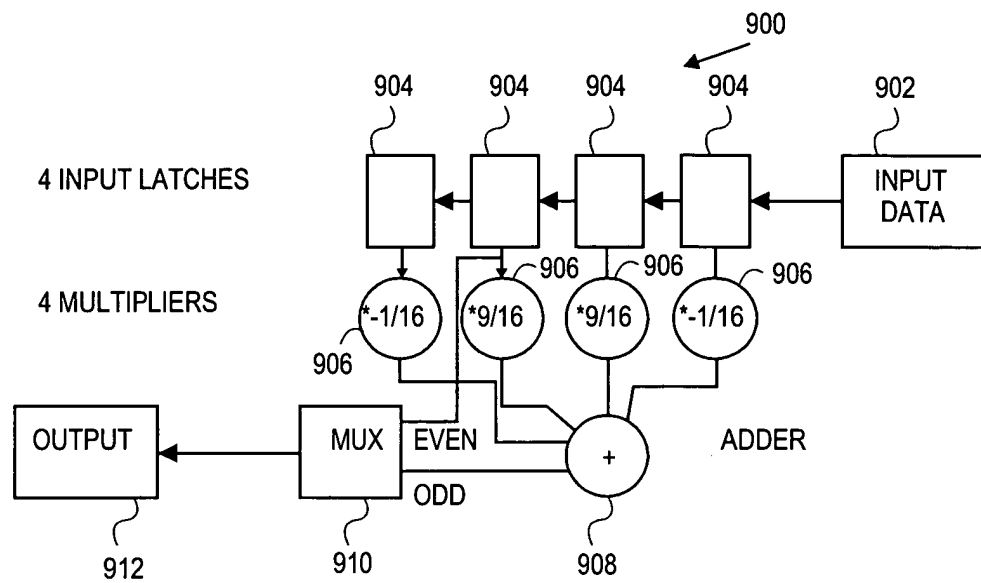 900
904
904
904
904
902
4 INPUT LATCHES
INPUT
DATA
906
906
906
4 MULTIPLIERS
*-1/16
*9/16
*9/16
*-1/16
906
OUTPUT
MUX
EVEN
+
ADDER
ODD
912
910
908